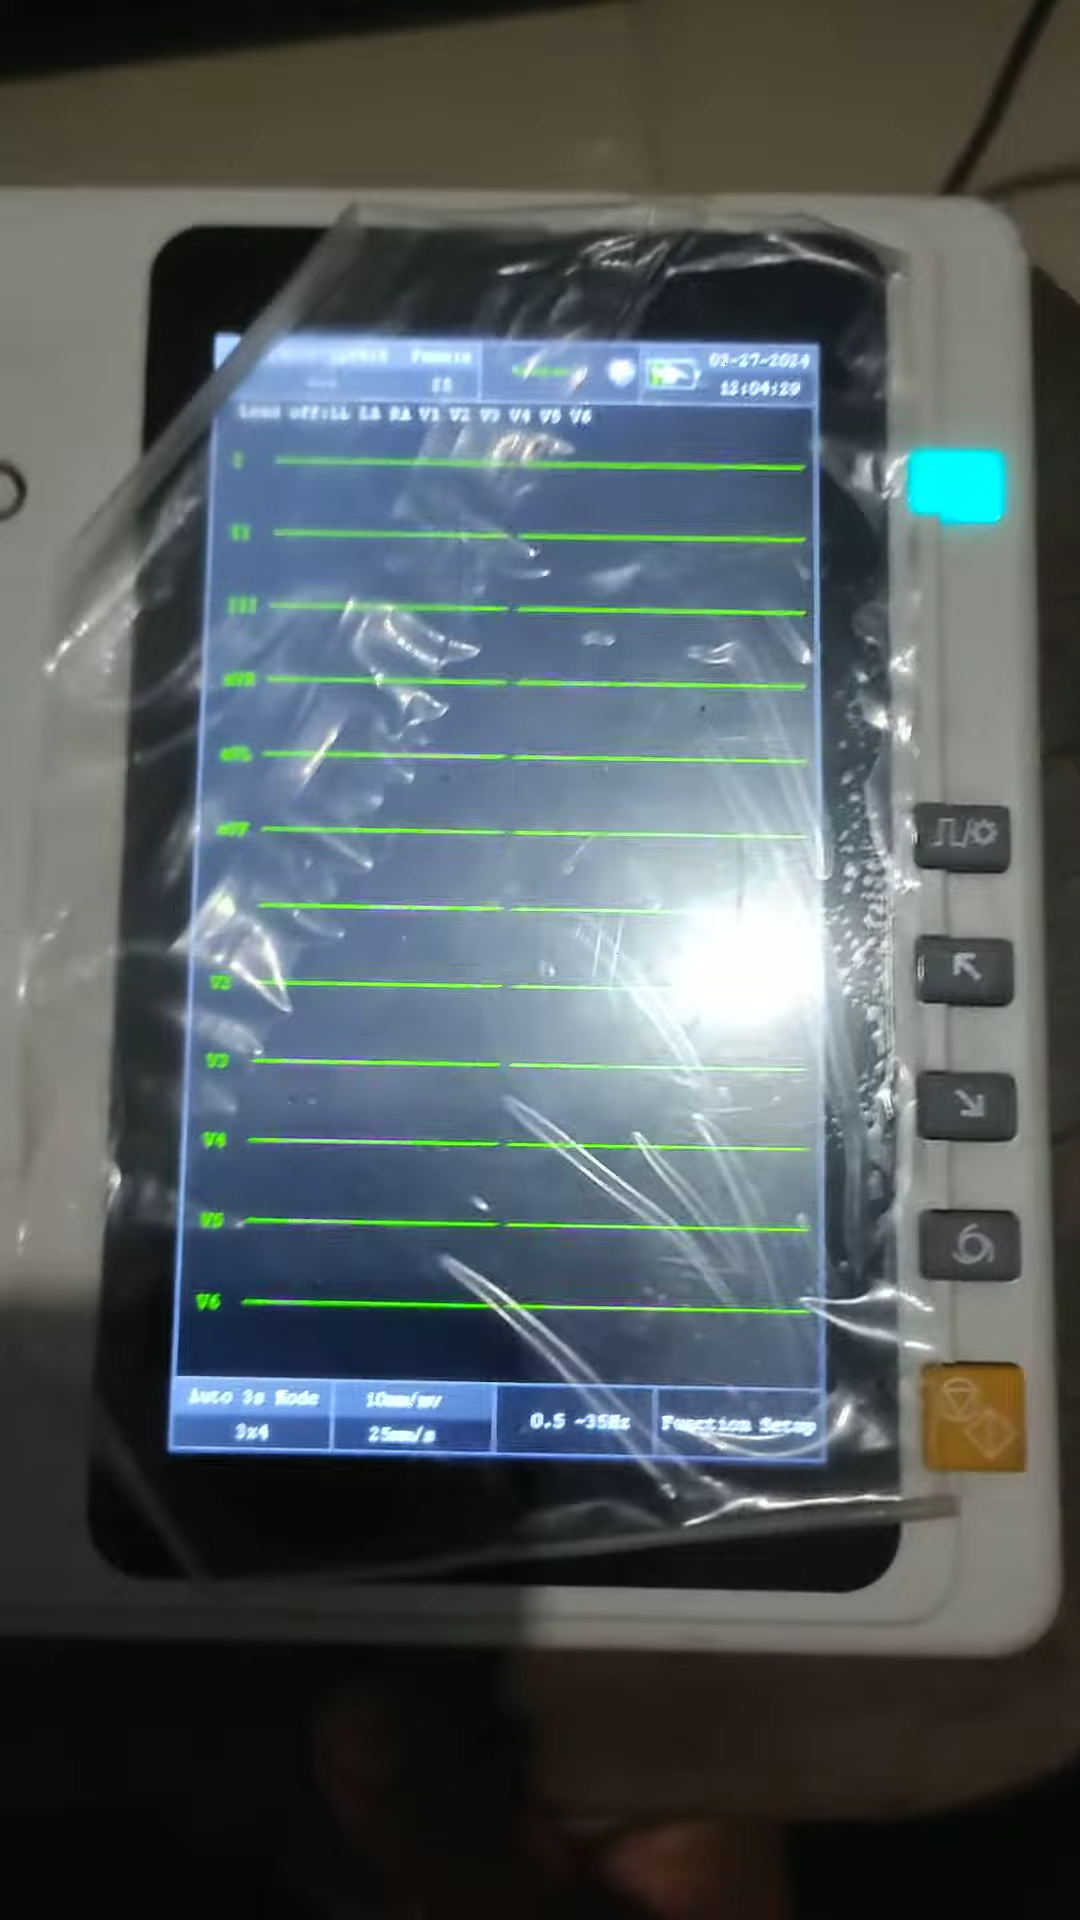 Female
03-27-2024
12:04:29
Lead off:LL LA RA V1 V2 V3 V4 V5 V6
I
II
III
aVR
aVL
aVF
V2
V3
V4
V5
V6
Auto 3s Mode
3x4
10mm/mv
25mm/s
0.5 ~35Hz
Function Setup